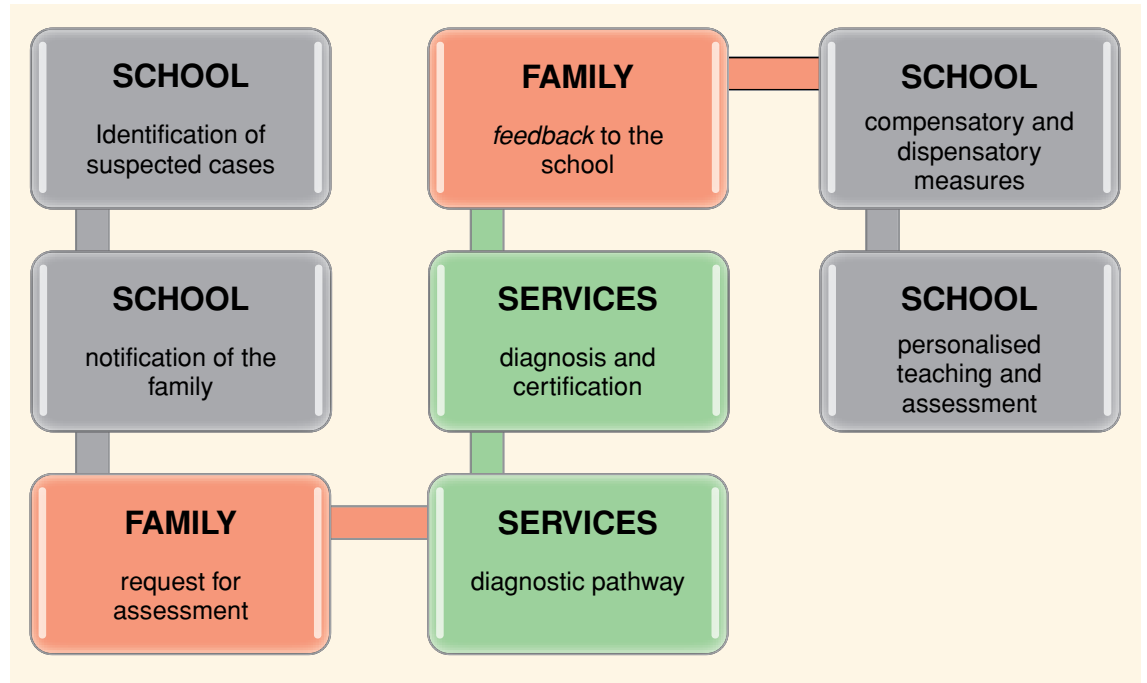 SCHOOL
Identification of
suspected cases
SCHOOL
notification of the
family
FAMILY
request for
assessment
SERVICES
diagnostic pathway
SERVICES
diagnosis and
certification
FAMILY
feedback to the
school
SCHOOL
compensatory and
dispensatory
measures
SCHOOL
personalised
teaching and
assessment